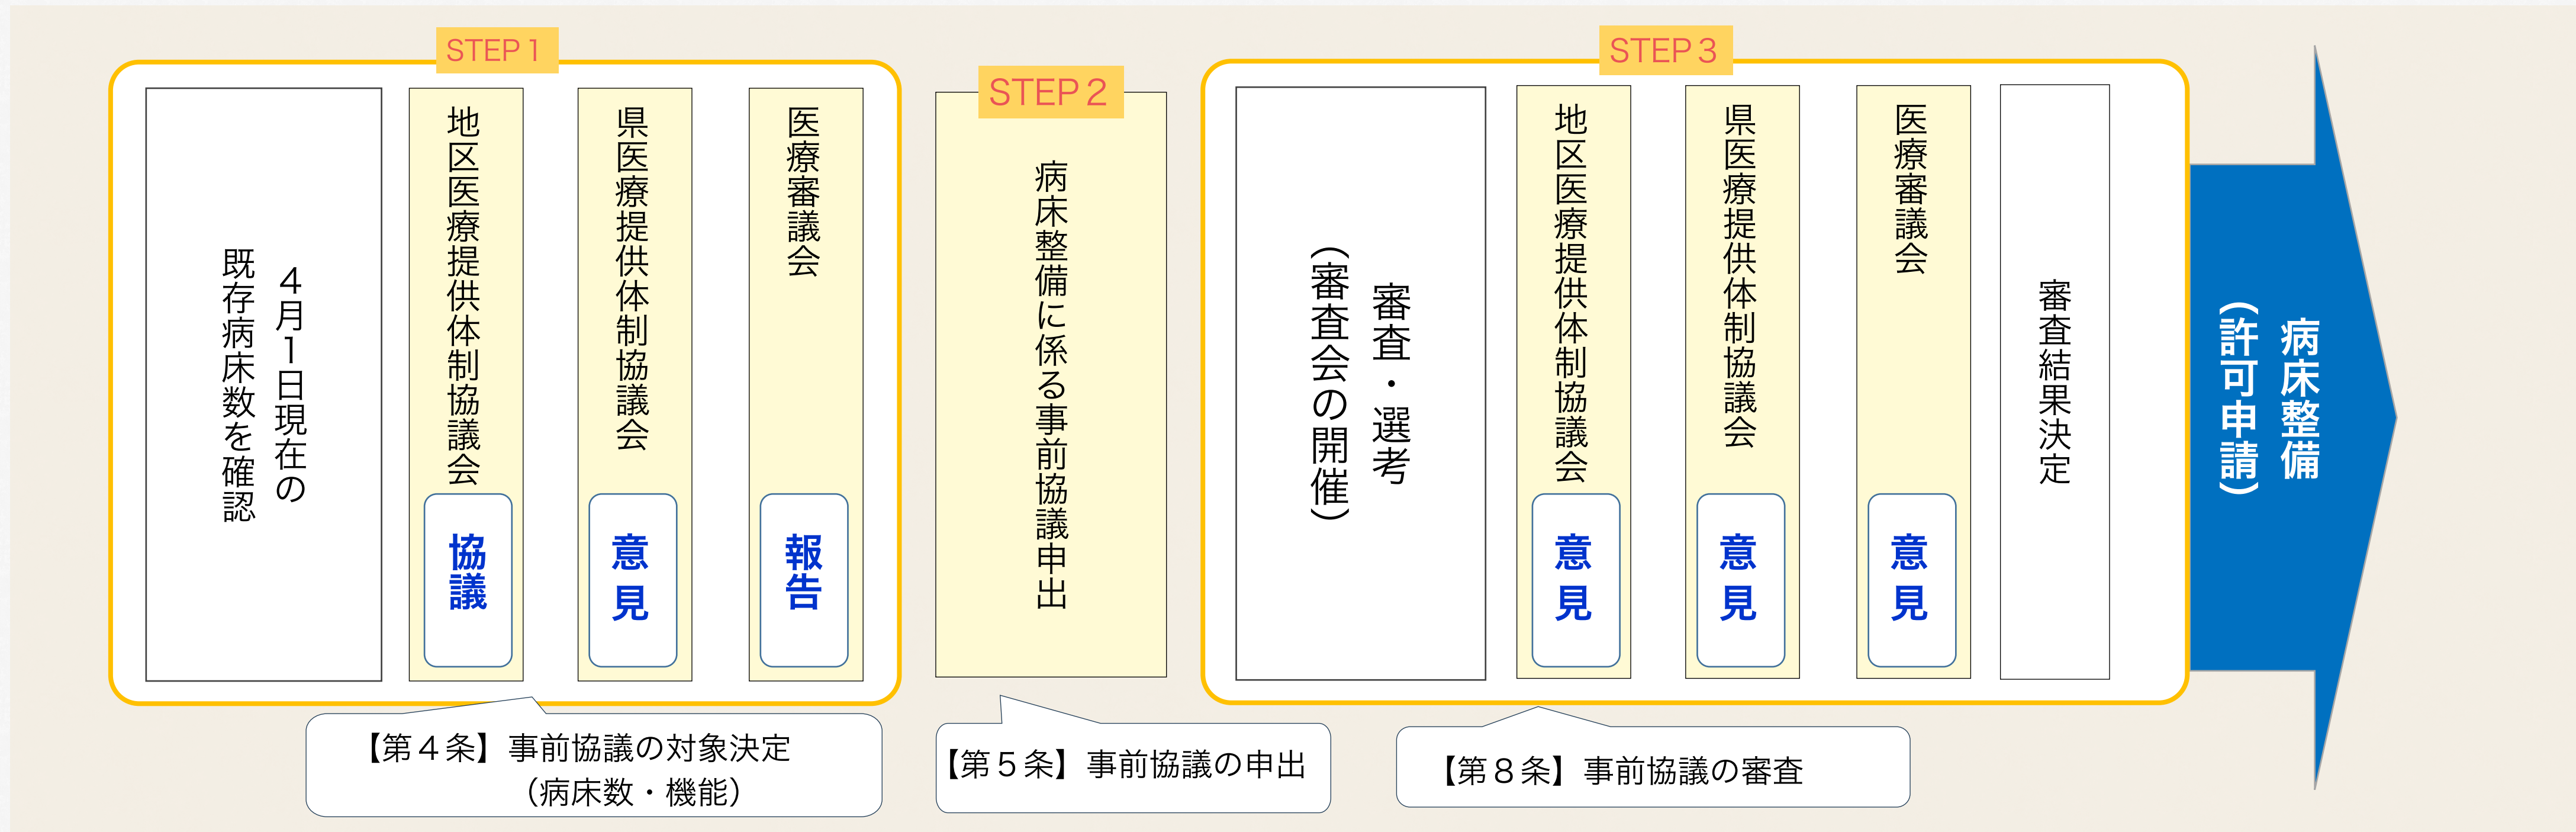 STEP１
４月１日現在の
既存病床数を確認
地区医療提供体制協議会
協議
県医療提供体制協議会
意見
医療審議会
報告
【第４条】事前協議の対象決定
（病床数・機能）
STEP２
病床整備に係る事前協議申出
【第５条】事前協議の申出
STEP３
審査・選考
（審査会の開催）
地区医療提供体制協議会
意見
県医療提供体制協議会
意見
医療審議会
意見
審査結果決定
【第８条】事前協議の審査
病床整備
（許可申請）